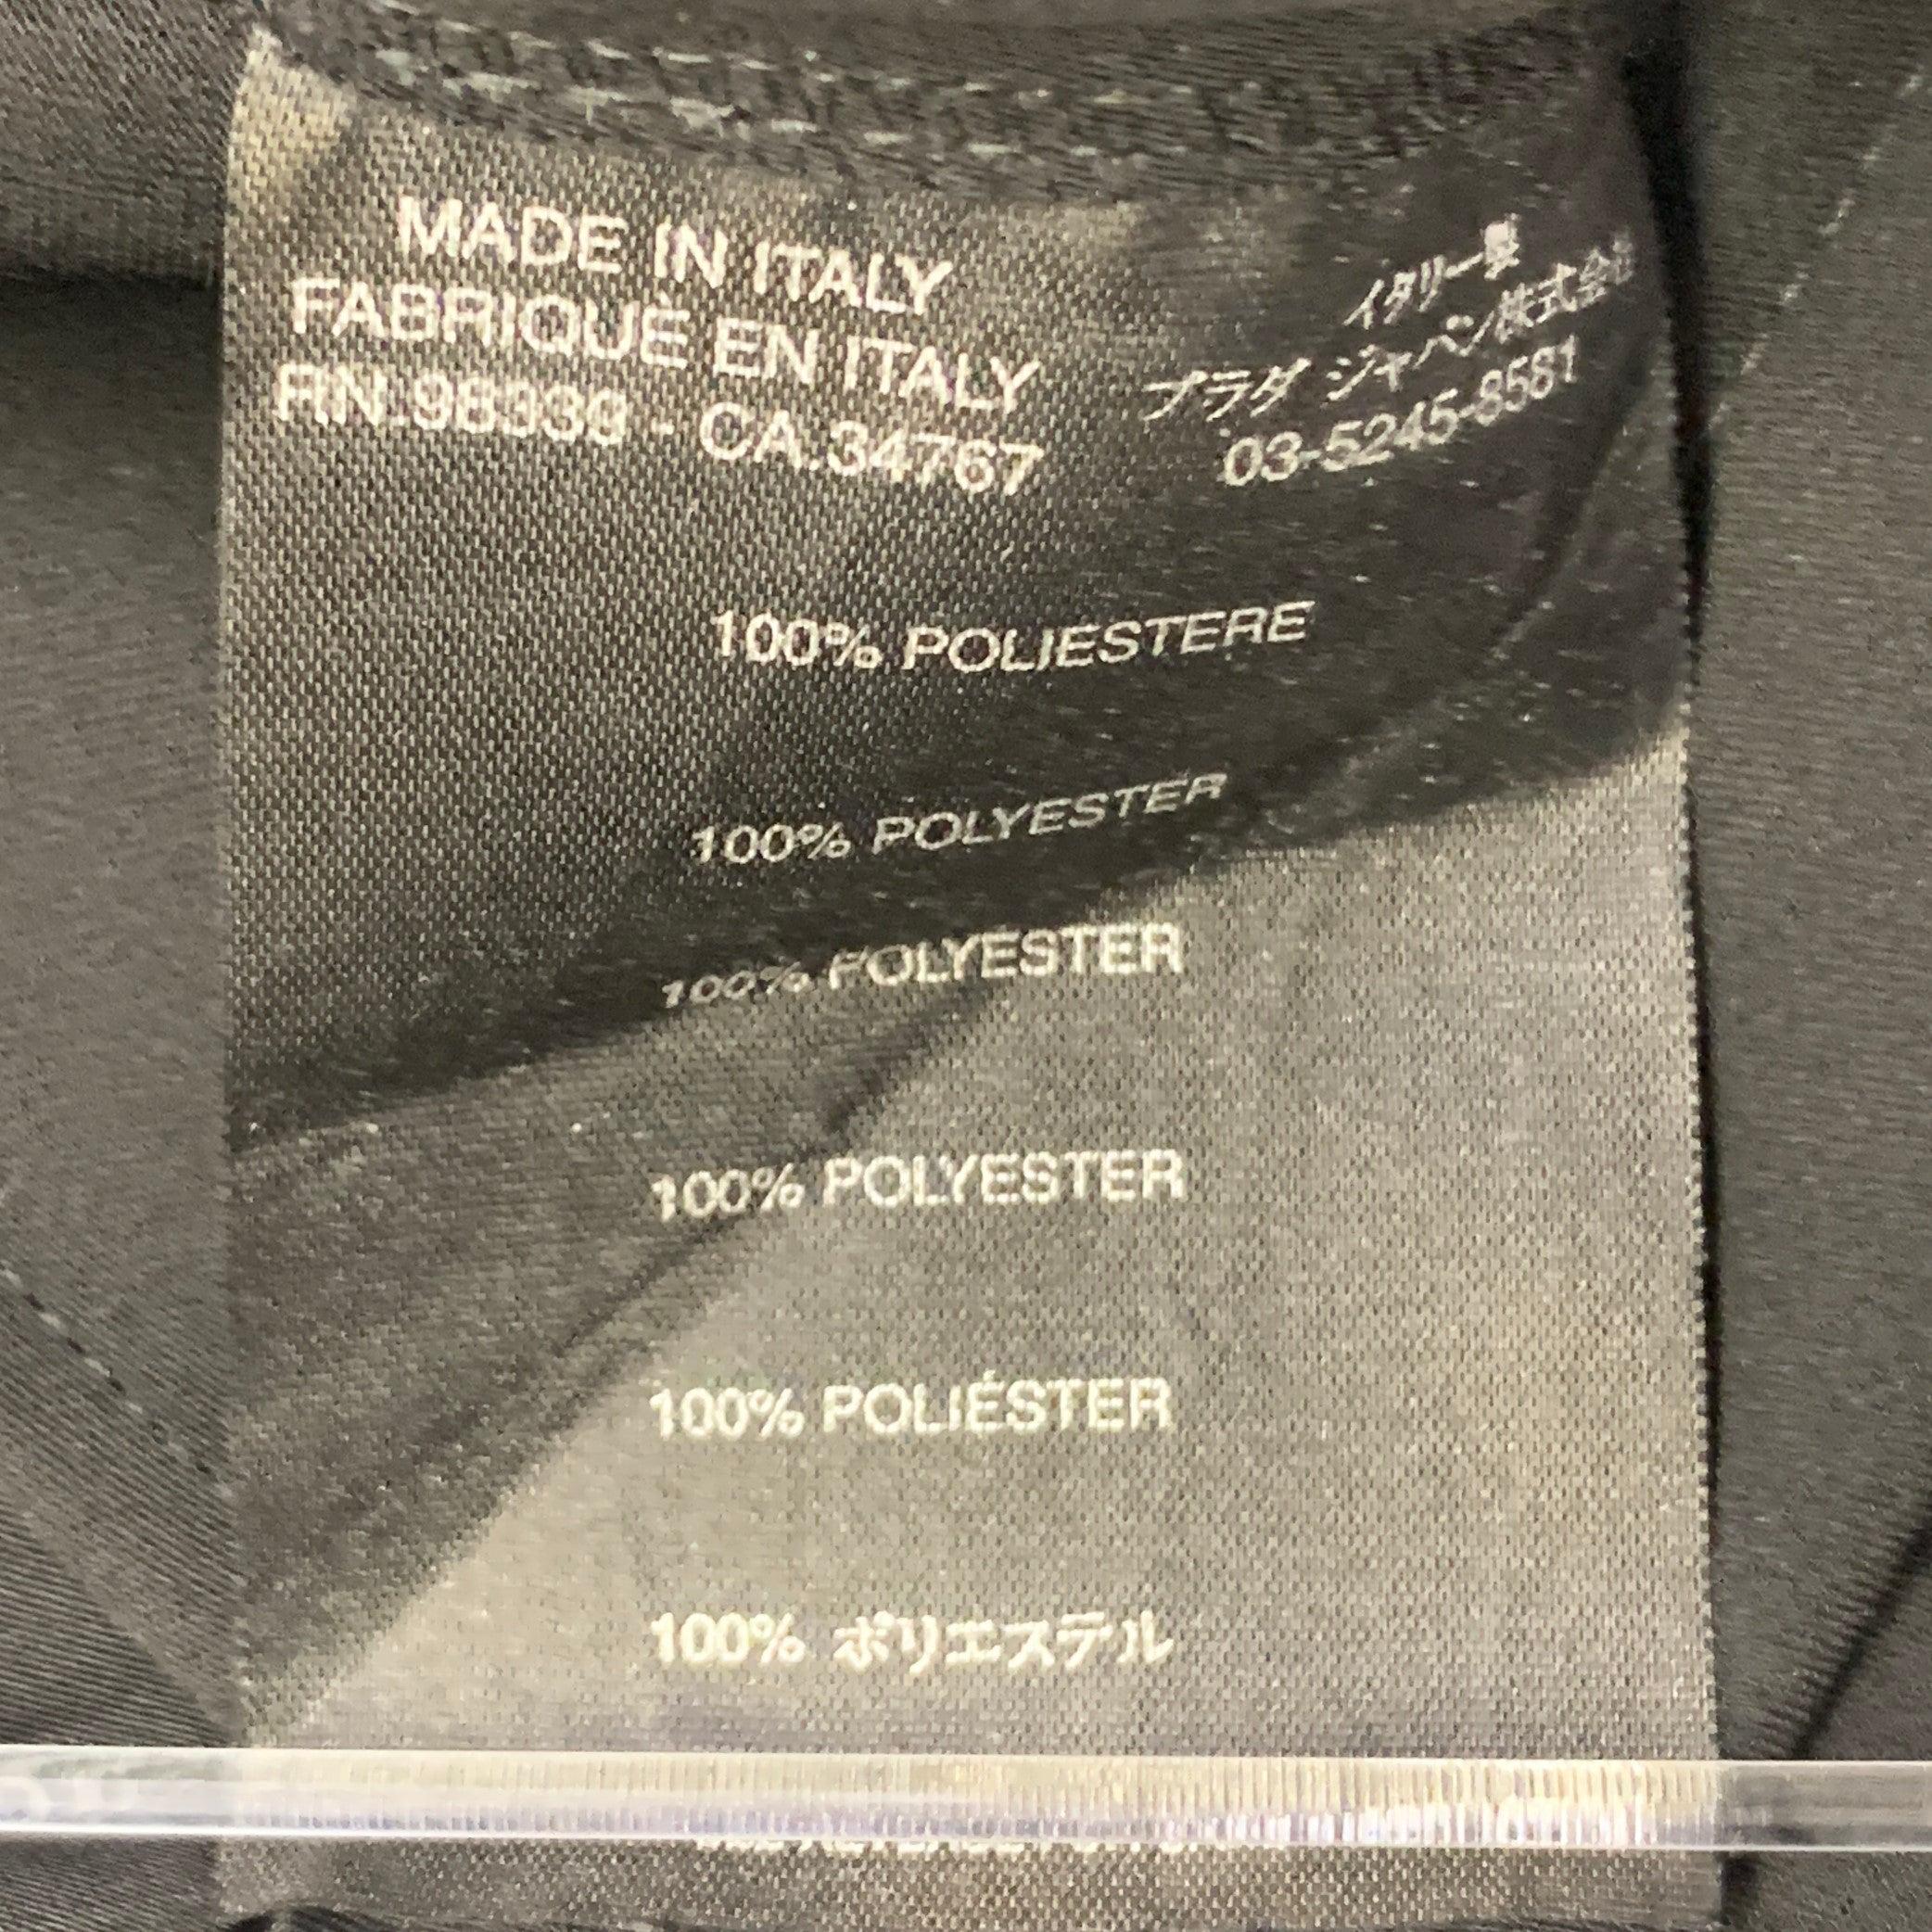 MADE IN ITALY
FABRIQUÉ EN ITALY
RN.98339 - CA.34767
イタリー製
プラダ ジャパン株式会社
03-5245-8581
100% POLIESTERE
100% POLYESTER
100% POLYESTER
100% POLYESTER
100% POLIÉSTER
100% ポリエステル